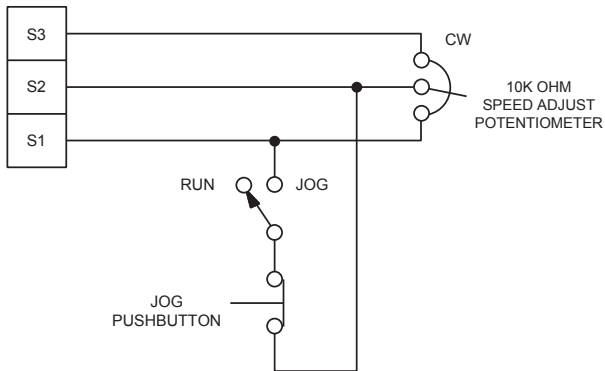 S3
CW
S2
10K OHM
SPEED ADJUST
POTENTIOMETER
S1
RUN
JOG
JOG
PUSHBUTTON